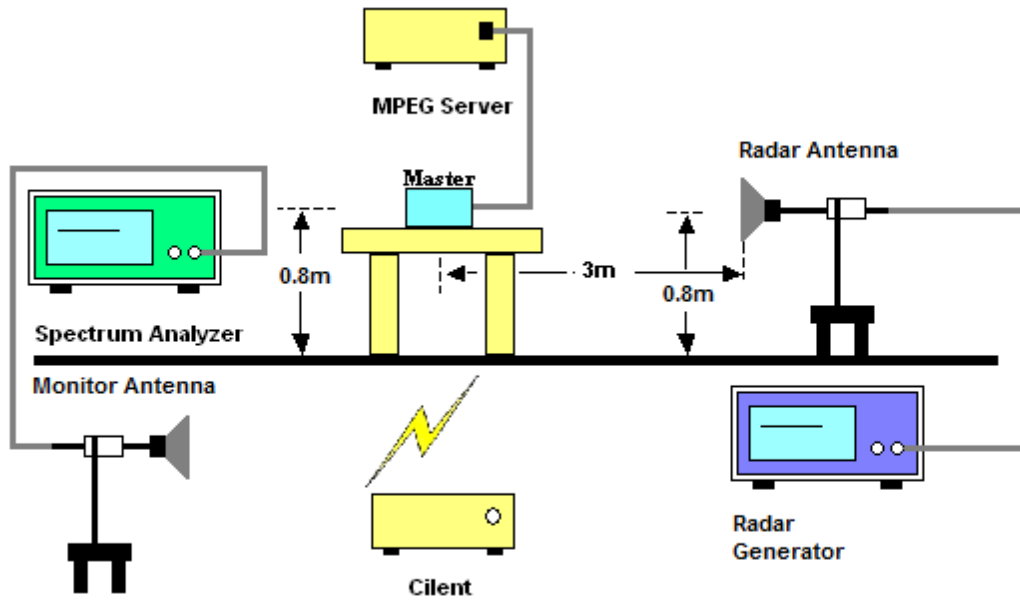 MPEG Server
Radar Antenna
Master
0.8m
3m
0.8m
Spectrum Analyzer
Monitor Antenna
Radar
Generator
Cilent